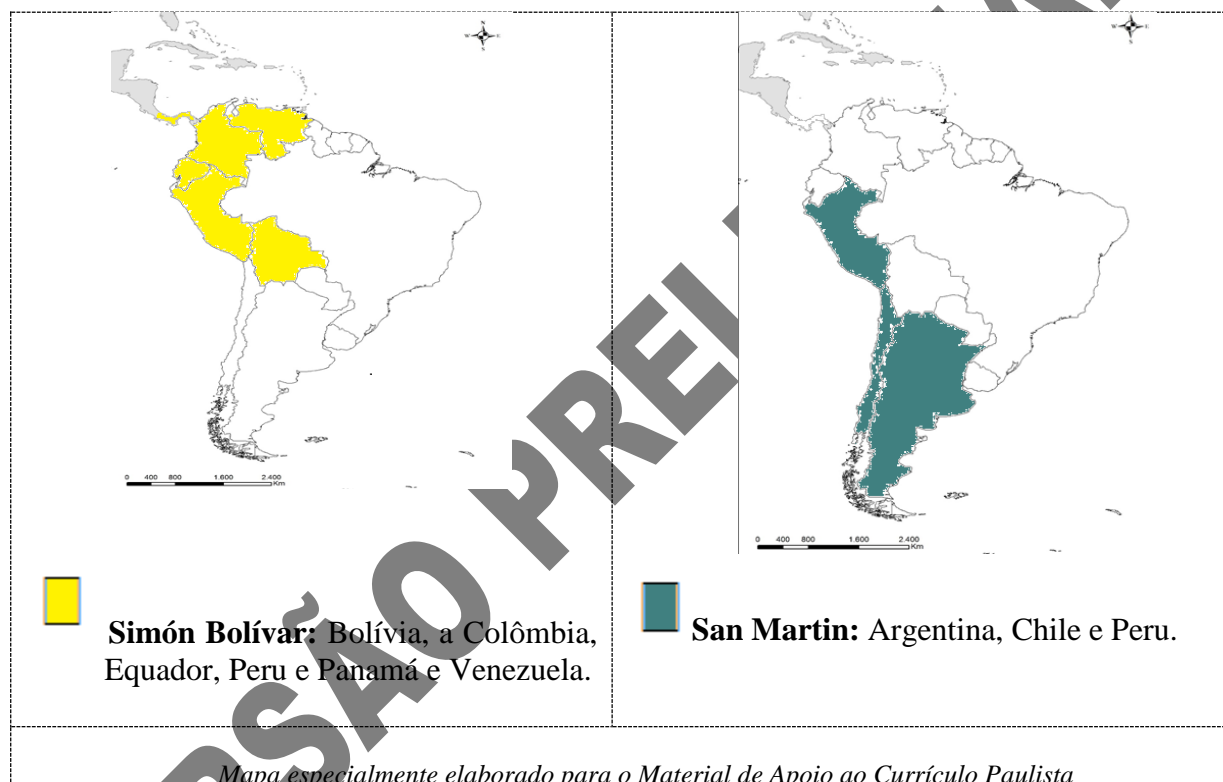 W E
N
S
0 400 800 1.600 2.400
Km
Simón Bolívar: Bolívia, a Colômbia,
Equador, Peru e Panamá e Venezuela.
W E
N
S
0 400 800 1.600 2.400
Km
San Martin: Argentina, Chile e Peru.
Mapa especialmente elaborado para o Material de Apoio ao Currículo Paulista
RSÃO PREL